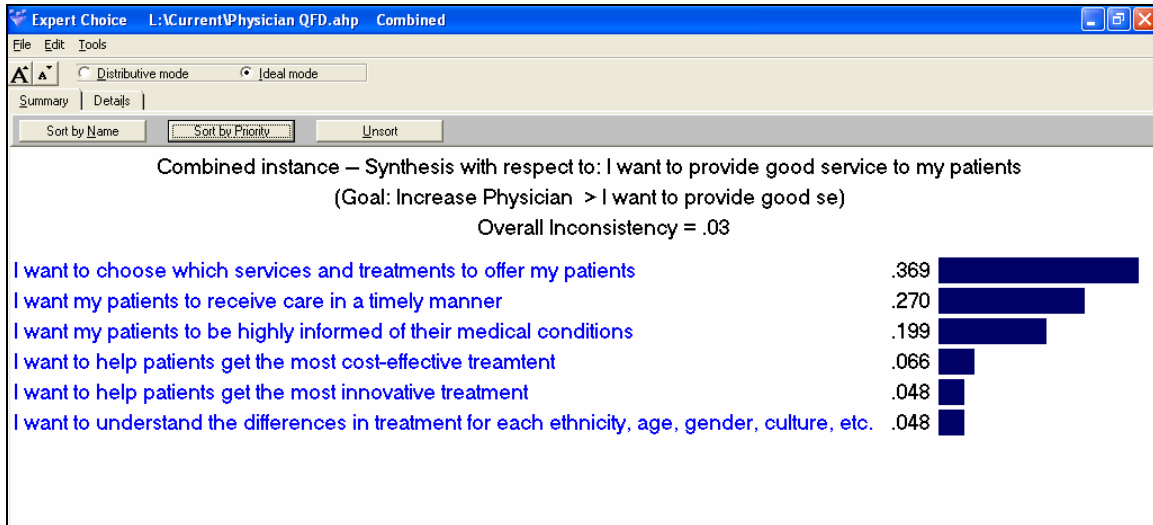 Expert Choice L:\Current\Physician QFD.ahp Combined
File Edit Tools
A A Distributive mode Ideal mode
Summary Details
Sort by Name Sort by Priority Unsort
Combined instance -- Synthesis with respect to: I want to provide good service to my patients
(Goal: Increase Physician > I want to provide good se)
Overall Inconsistency = .03
I want to choose which services and treatments to offer my patients .369
I want my patients to receive care in a timely manner .270
I want my patients to be highly informed of their medical conditions .199
I want to help patients get the most cost-effective treamtent .066
I want to help patients get the most innovative treatment .048
I want to understand the differences in treatment for each ethnicity, age, gender, culture, etc. .048